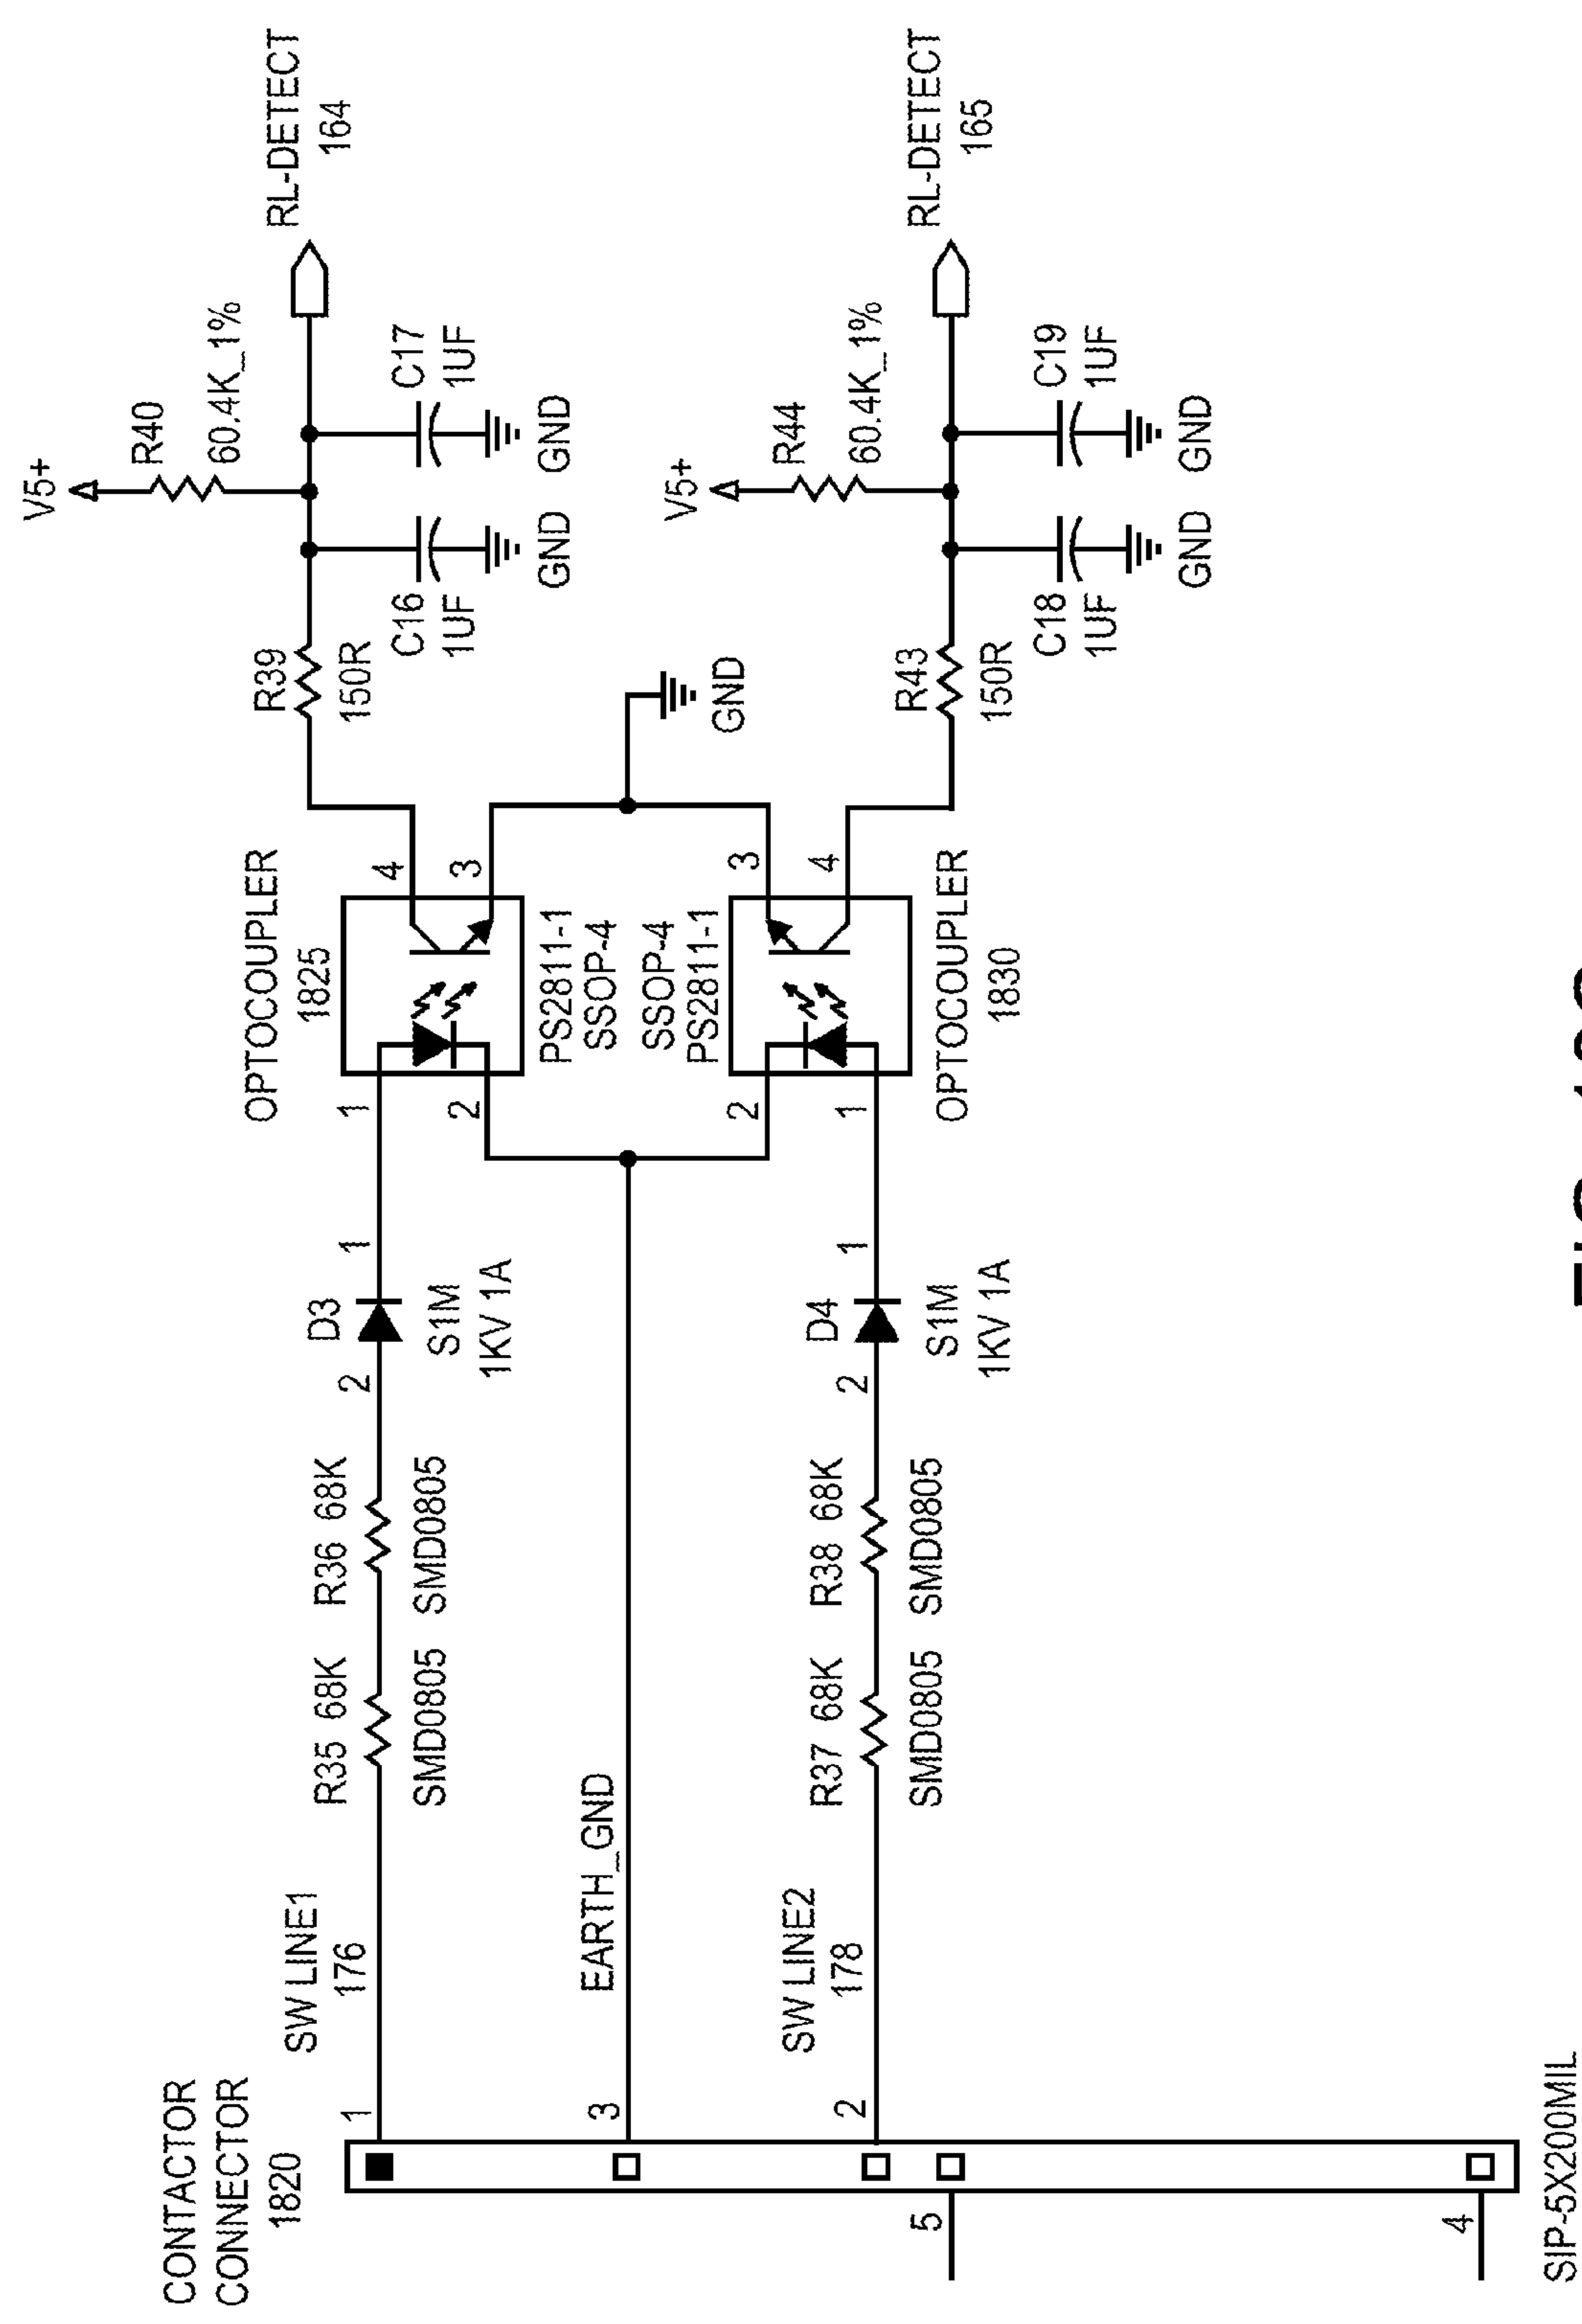 CONTACTOR
CONNECTOR
1820
1
SW LINE1
176
R35 68K
SMD0805
R36 68K
SMD0805
2
D3
1
S1M
1KV 1A
OPTOCOUPLER
1825
1
2
4
3
PS2811-1
SSOP-4
R39
150R
C16
1UF
GND
V5+
R40
60.4K_1%
C17
1UF
GND
RL-DETECT
164
3
EARTH_GND
GND
2
SW LINE2
178
R37 68K
SMD0805
R38 68K
SMD0805
2
D4
1
S1M
1KV 1A
SSOP-4
PS2811-1
2
1
3
4
OPTOCOUPLER
1830
R43
150R
C18
1UF
GND
V5+
R44
60.4K_1%
C19
1UF
GND
RL-DETECT
165
5
4
SIP-5X200MIL